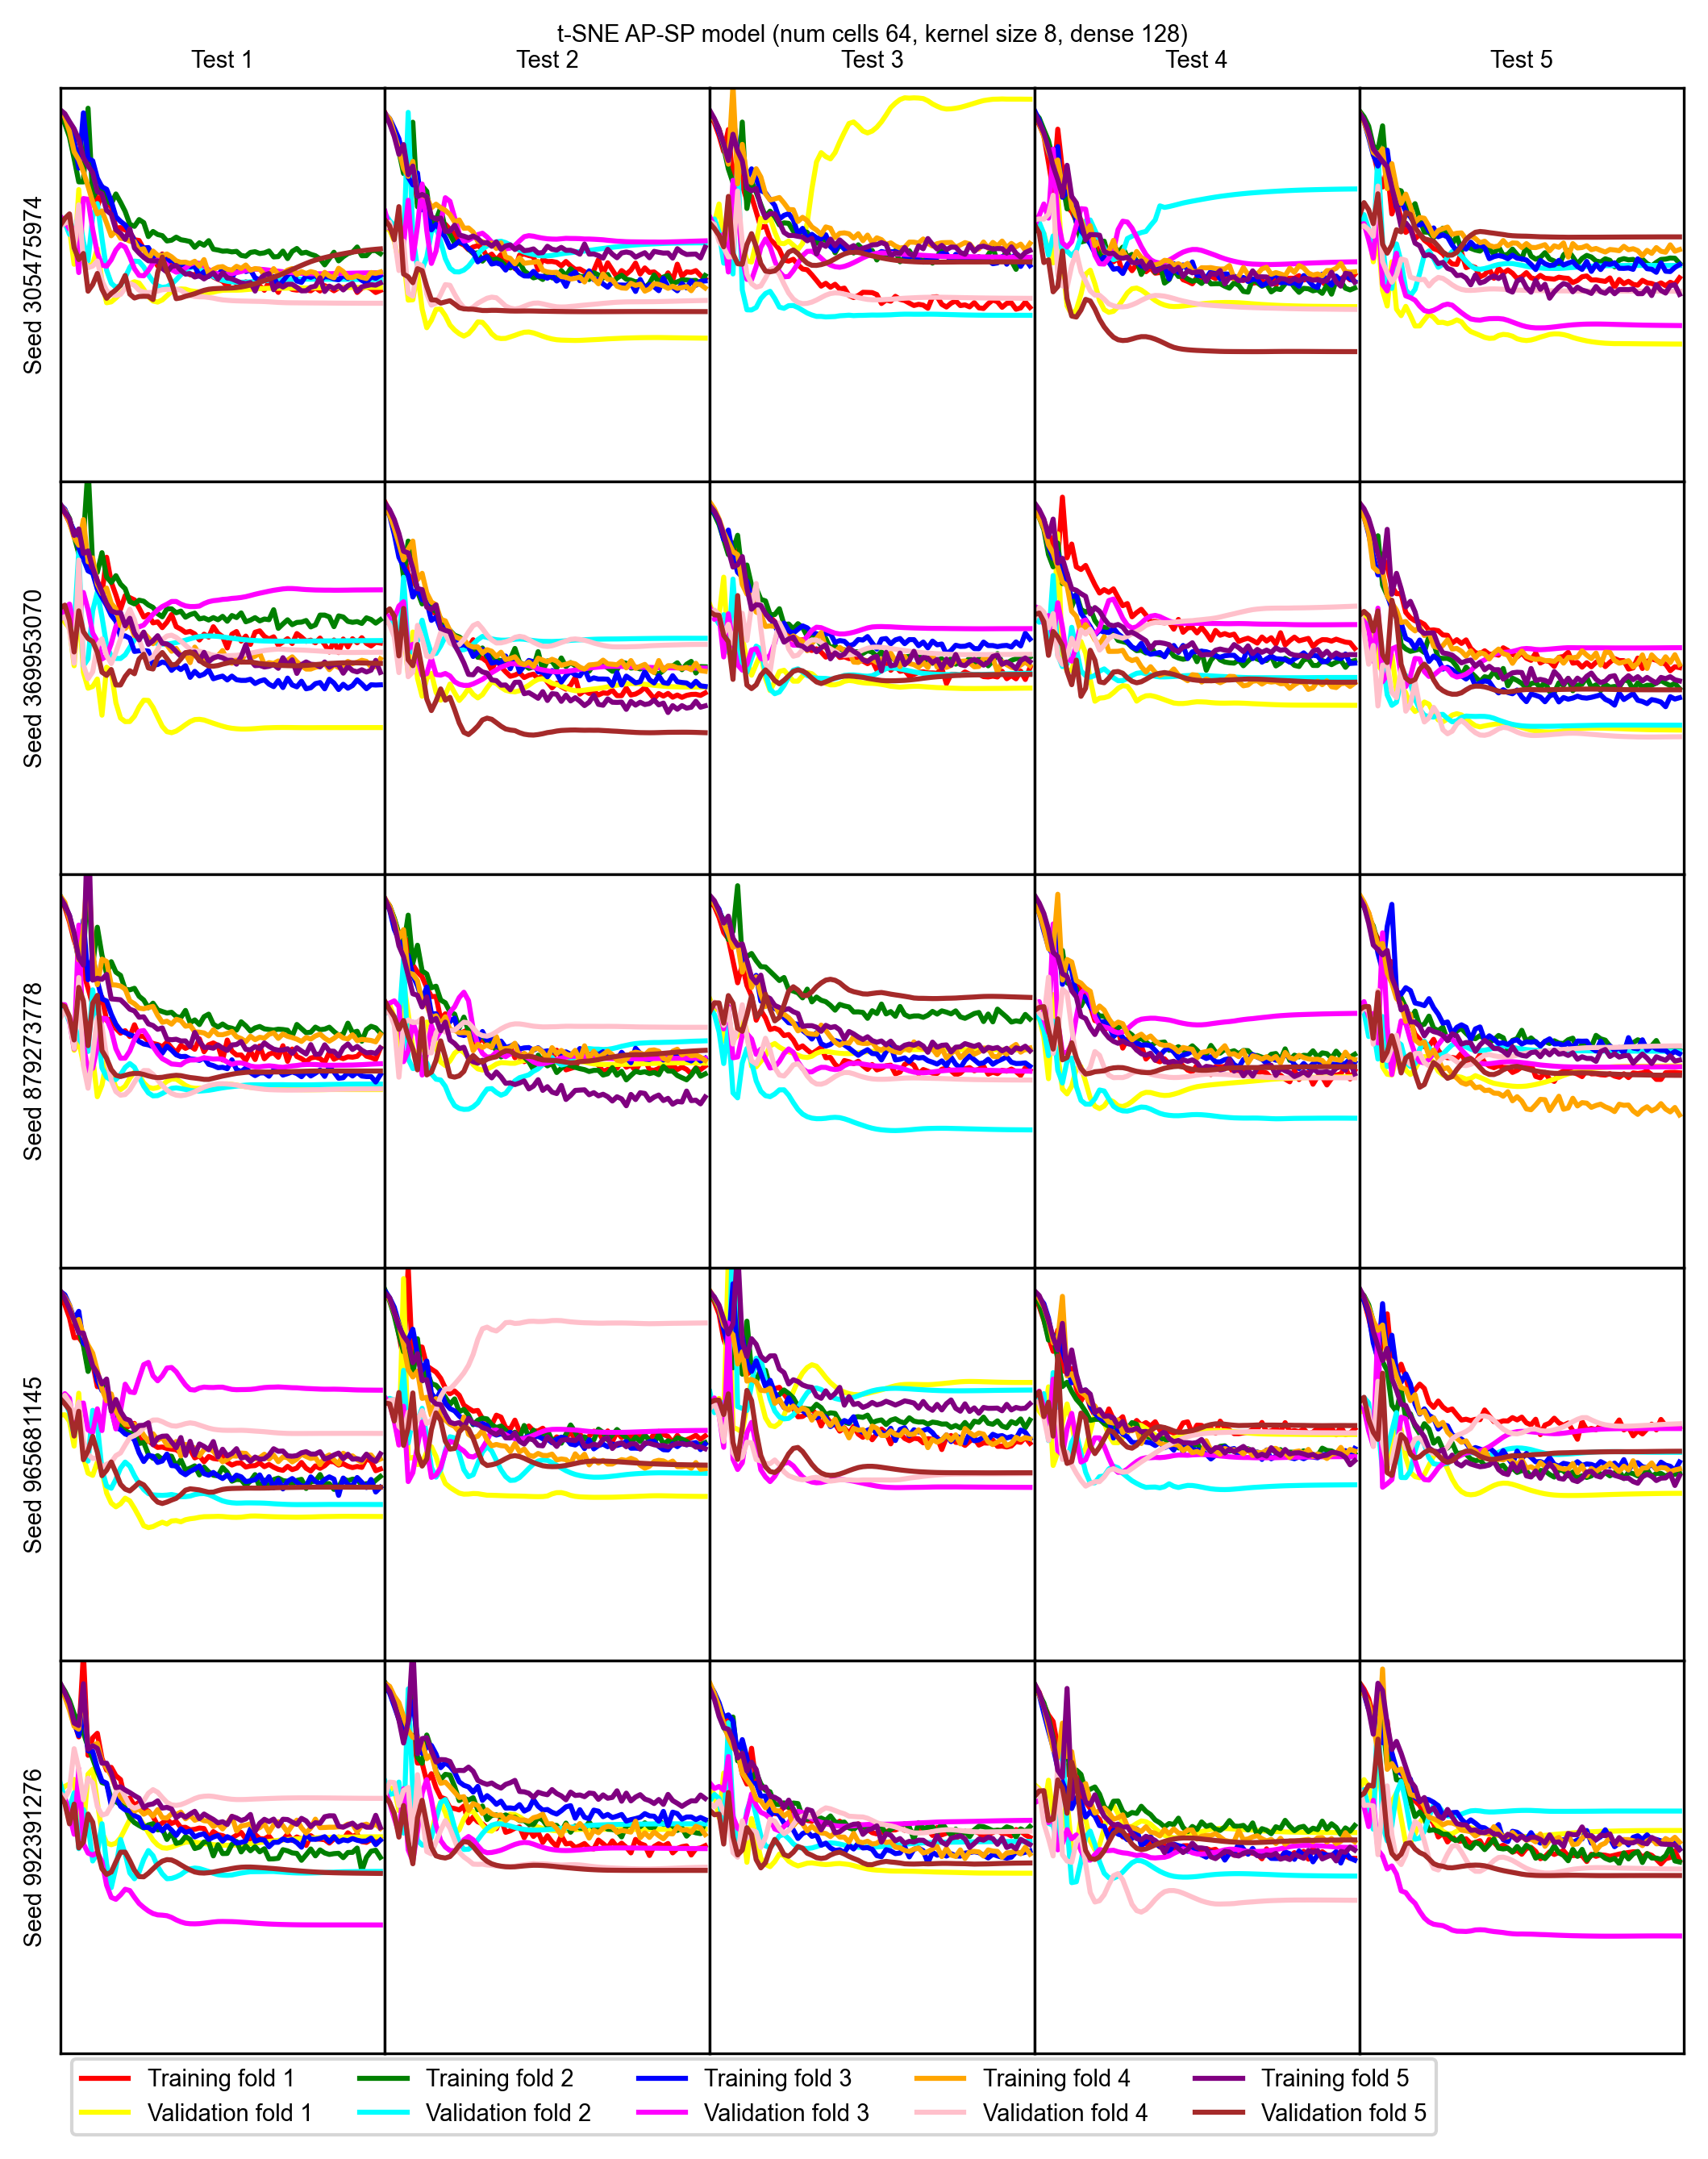 t-SNE AP-SP model (num cells 64, kernel size 8, dense 128)
Test 1 Test 2 Test 3 Test 4 Test 5
Seed 305475974
Seed 369953070
Seed 879273778
Seed 965681145
Seed 992391276
Training fold 1 Training fold 2 Training fold 3 Training fold 4 Training fold 5
Validation fold 1 Validation fold 2 Validation fold 3 Validation fold 4 Validation fold 5